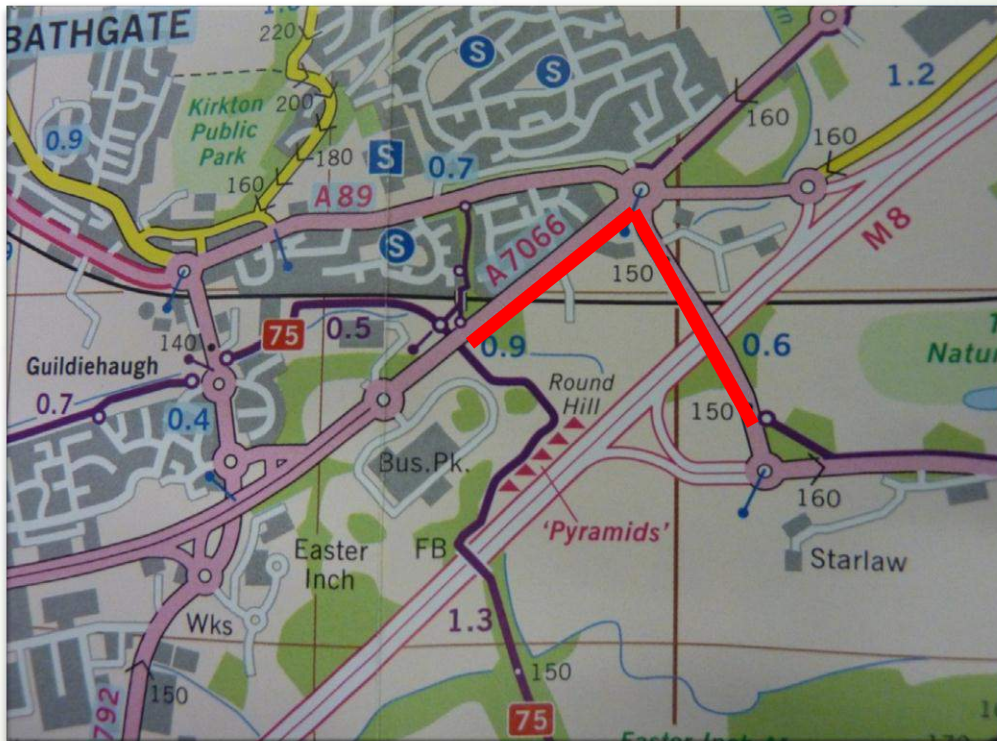 BATHGATE
220
1.2
S
S
200
Kirkton
Public
Park
0.9
160
160
180
S
0.7
160
A89
S
A7066
M8
150
75
0.5
140
0.9
0.6
Guildiehaugh
Natur
Round
Hill
0.7
0.4
150
Bus.Pk.
160
'Pyramids'
Easter
Inch
FB
Starlaw
Wks
1.3
150
150
792
75